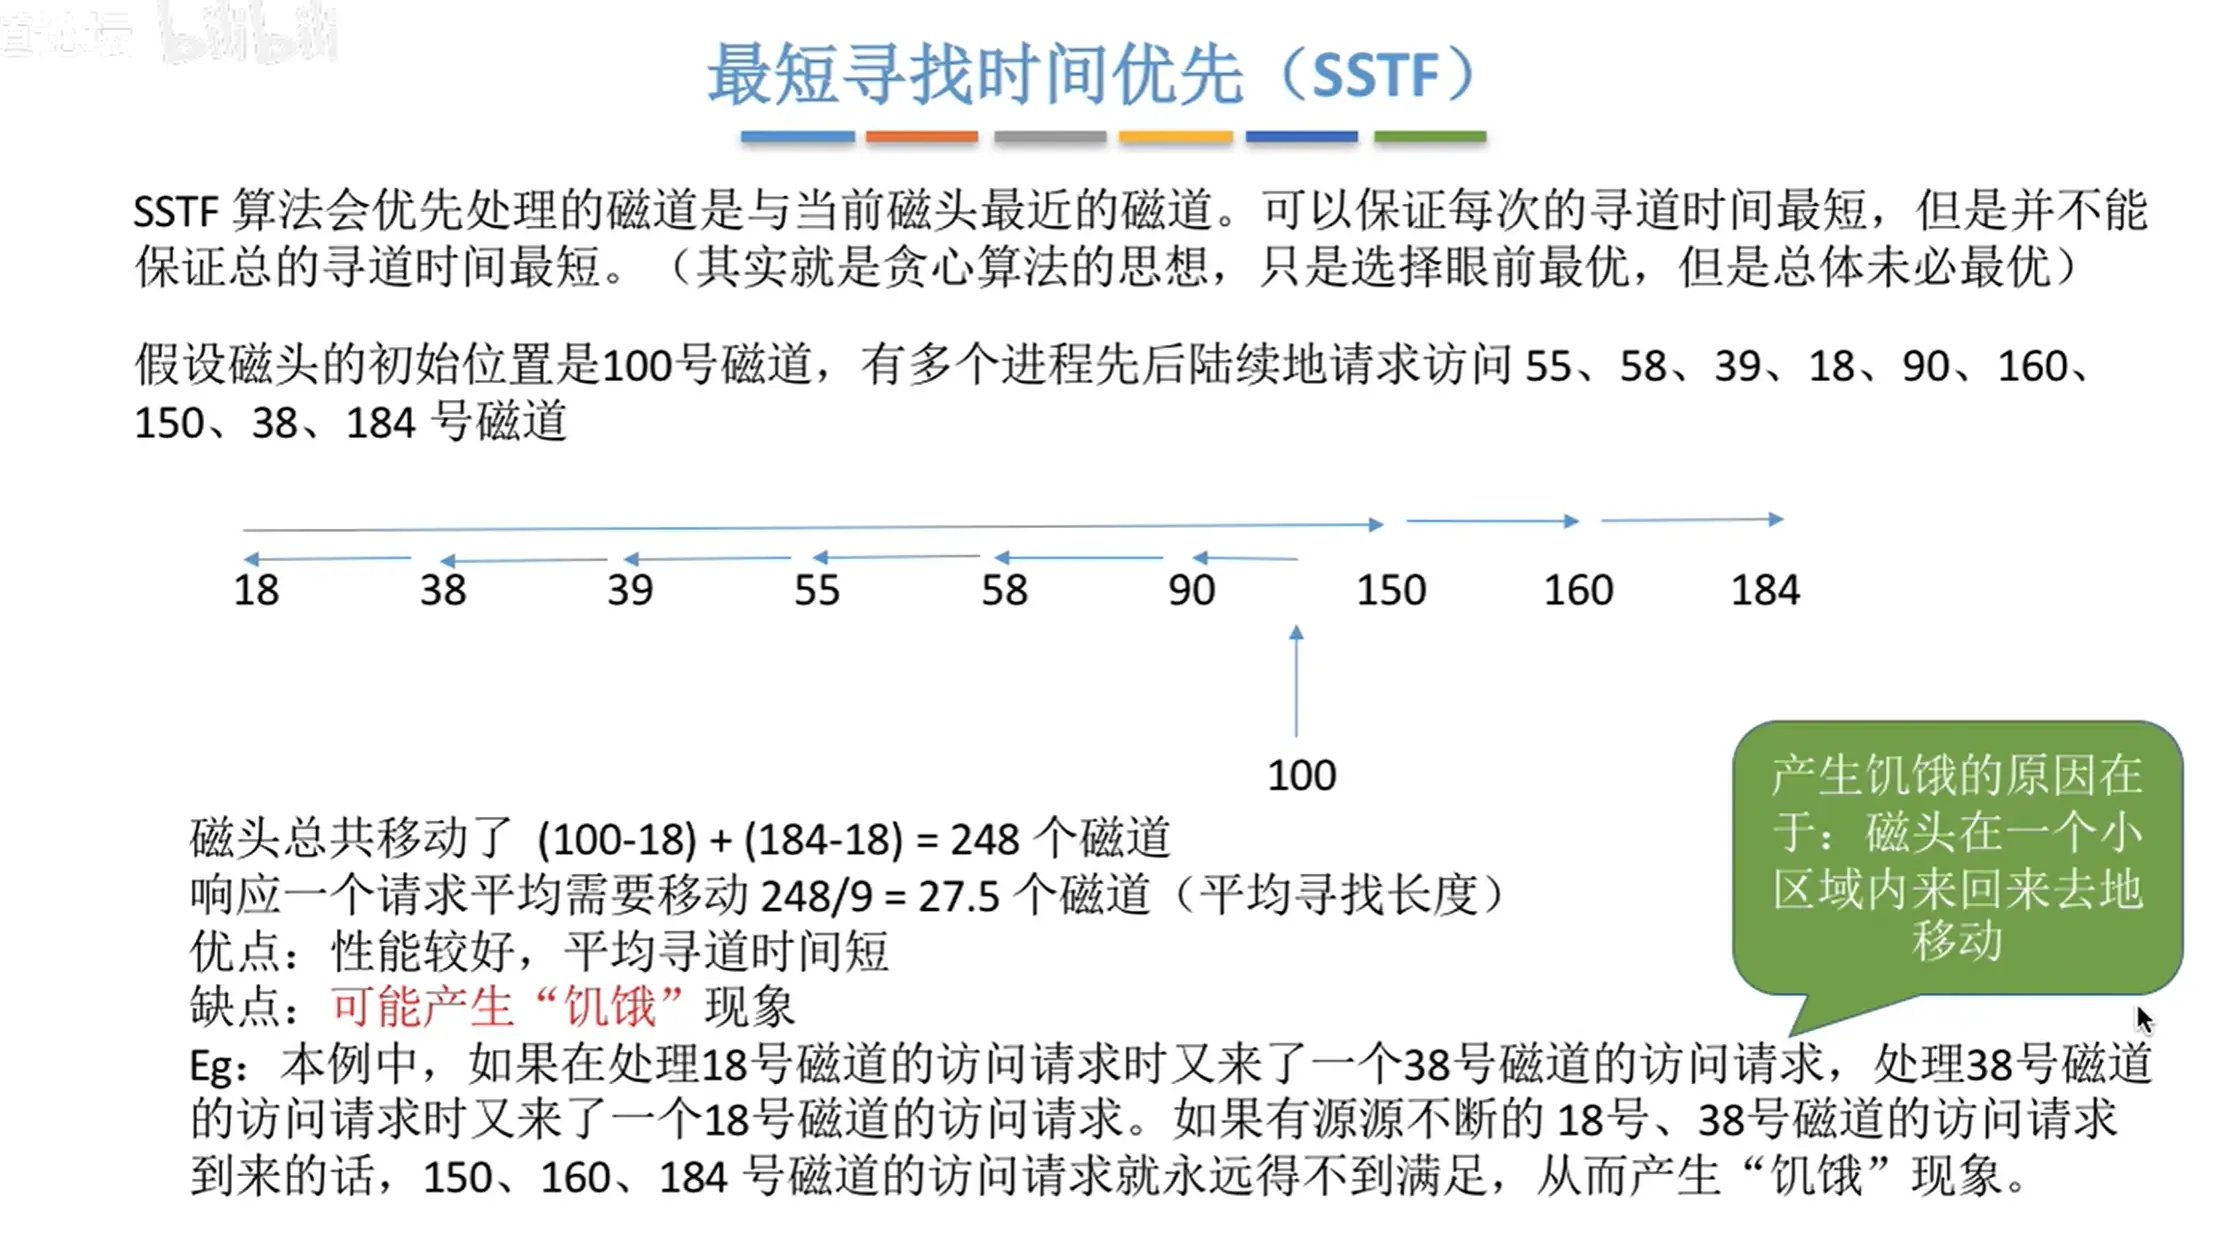 bilibili
最短寻找时间优先（SSTF）
SSTF 算法会优先处理的磁道是与当前磁头最近的磁道。可以保证每次的寻道时间最短，但是并不能
保证总的寻道时间最短。（其实就是贪心算法的思想，只是选择眼前最优，但是总体未必最优）
假设磁头的初始位置是100号磁道，有多个进程先后陆续地请求访问 55、58、39、18、90、160、
150、38、184 号磁道
18 38 39 55 58 90 150 160 184
100
产生饥饿的原因在
于：磁头在一个小
区域内来回来去地
移动
磁头总共移动了 (100-18) + (184-18) = 248 个磁道
响应一个请求平均需要移动 248/9 = 27.5 个磁道（平均寻找长度）
优点：性能较好，平均寻道时间短
缺点：可能产生“饥饿”现象
Eg：本例中，如果在处理18号磁道的访问请求时又来了一个38号磁道的访问请求，处理38号磁道
的访问请求时又来了一个18号磁道的访问请求。如果有源源不断的 18号、38号磁道的访问请求
到来的话，150、160、184 号磁道的访问请求就永远得不到满足，从而产生“饥饿”现象。